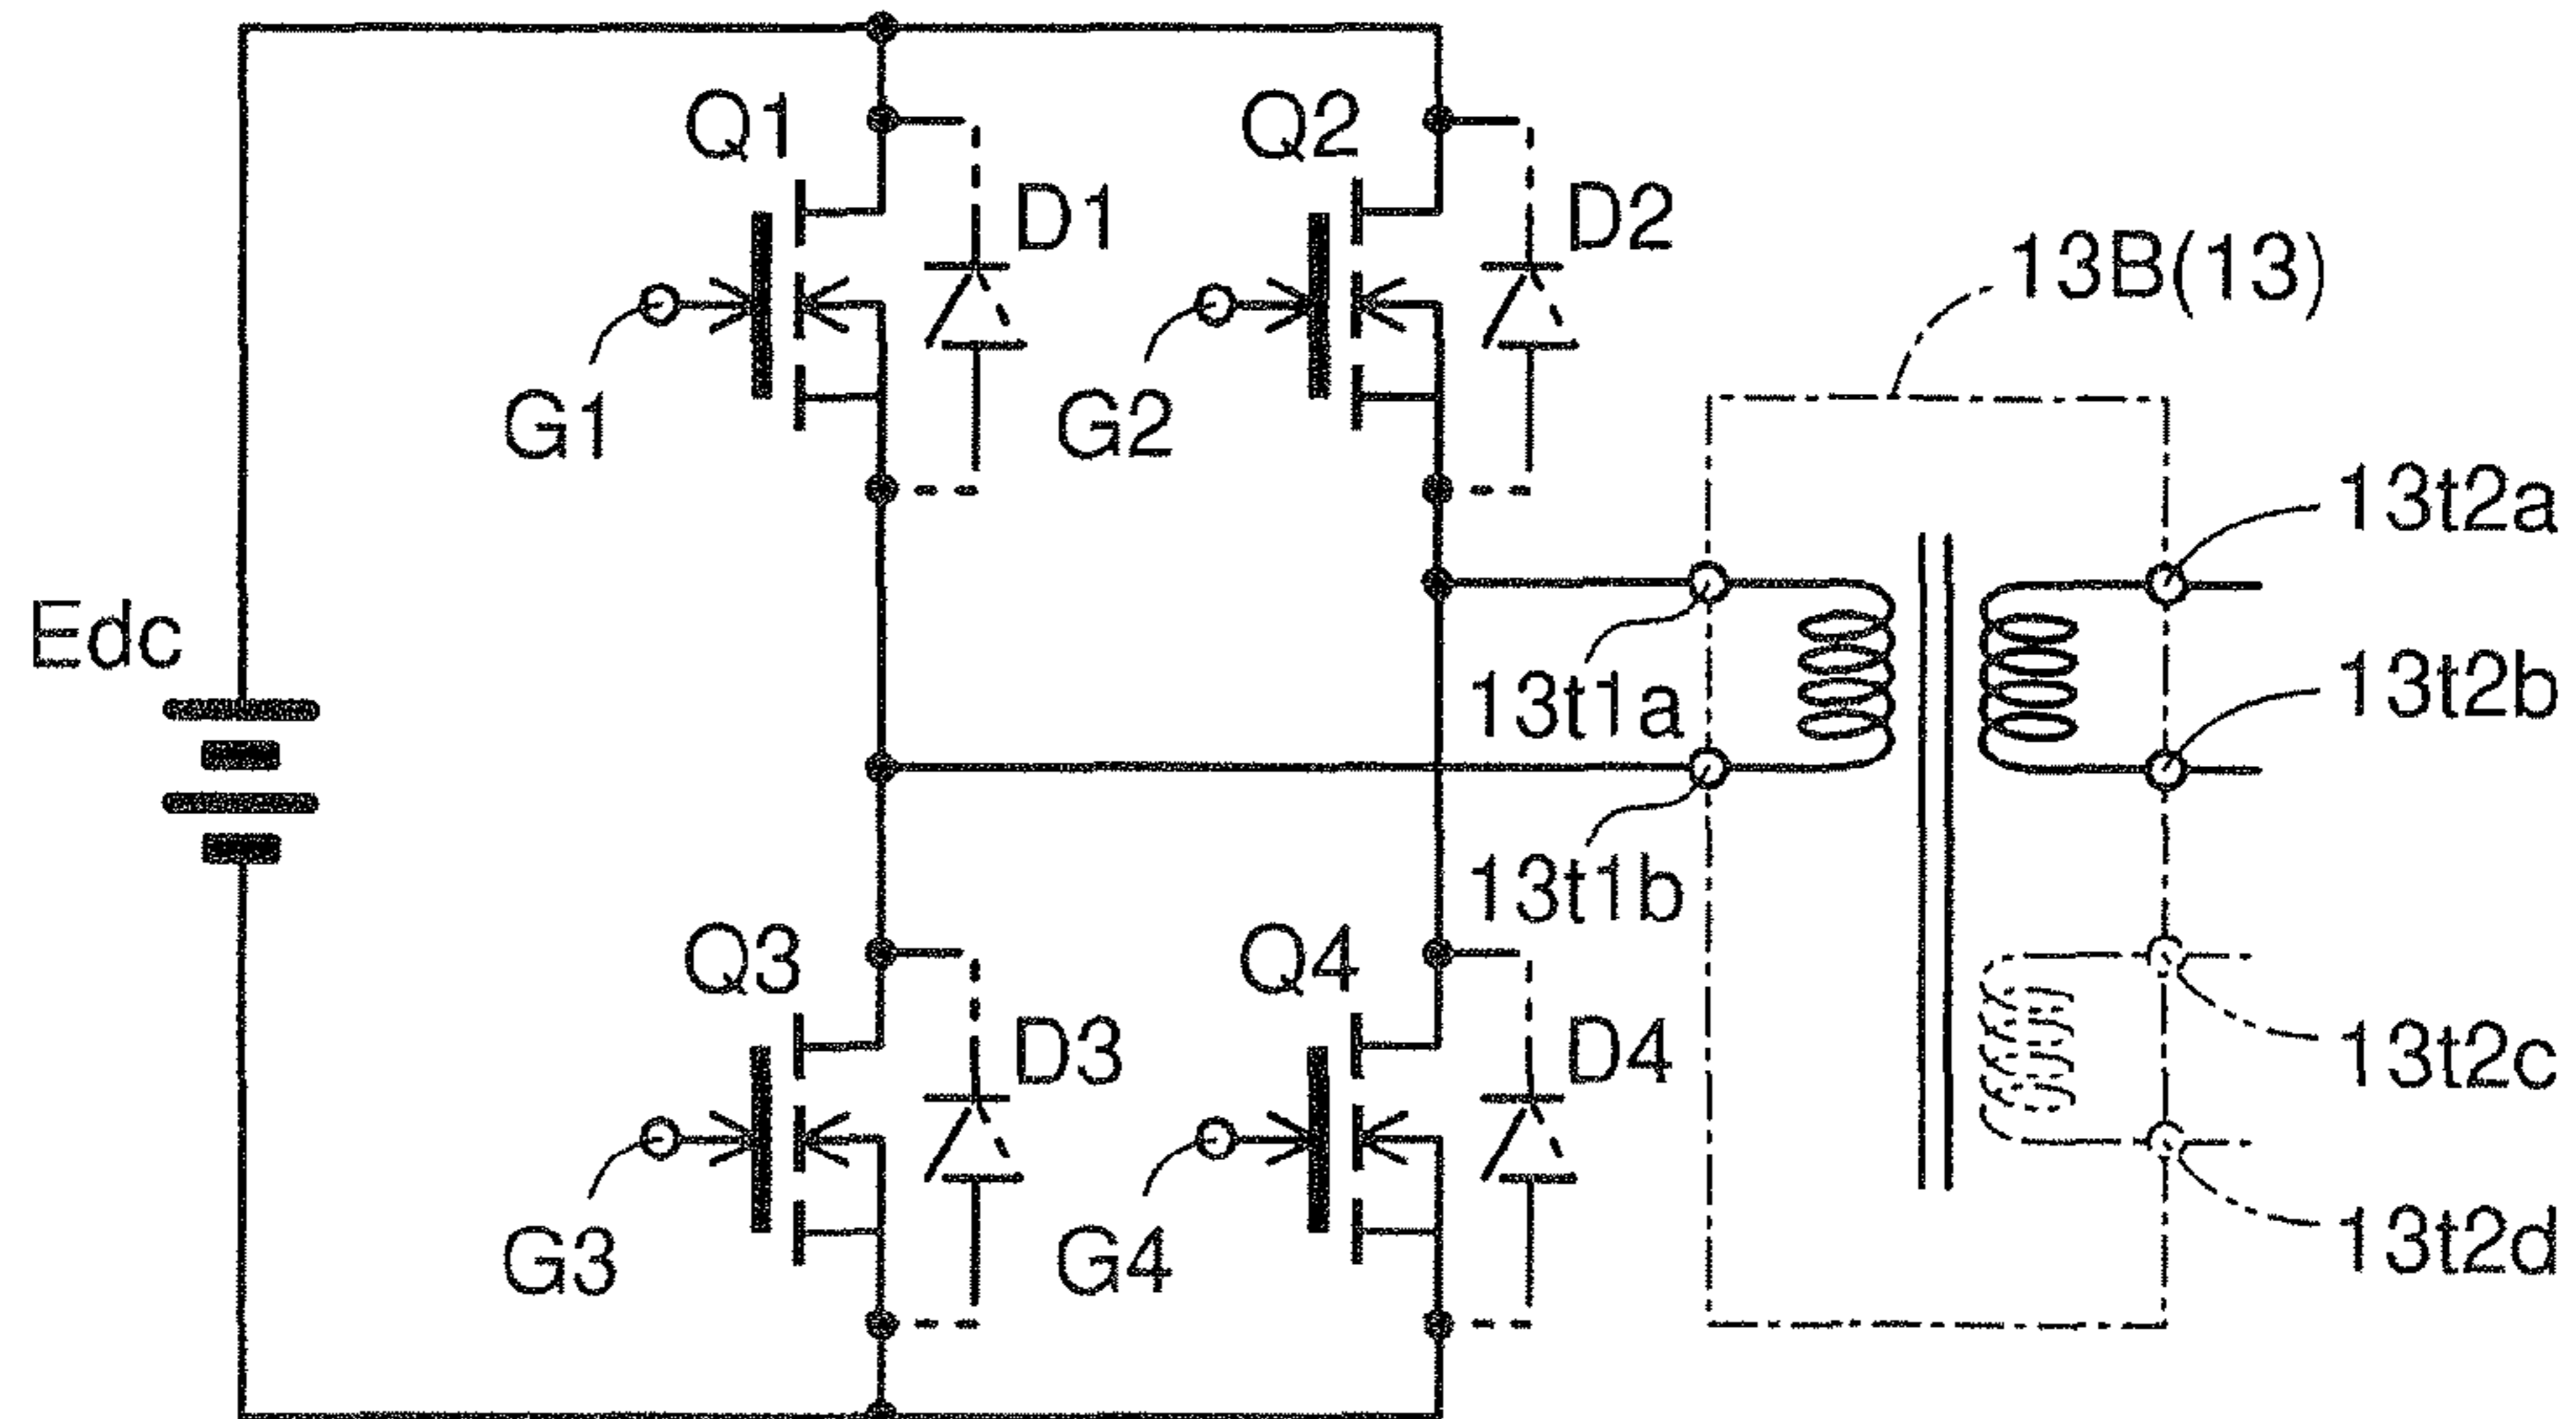 Q1
Q2
D1
D2
13B(13)
G1
G2
13t2a
Edc
13t1a
13t2b
13t1b
Q3
Q4
D3
D4
13t2c
G3
G4
13t2d